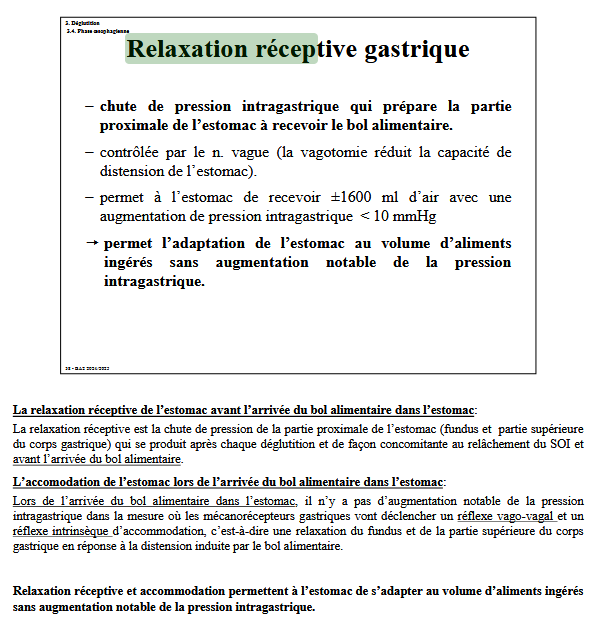 3. Déglutition
3.4. Phase œsophagienne
Relaxation réceptive gastrique
– chute de pression intragastrique qui prépare la partie
proximale de l’estomac à recevoir le bol alimentaire.
– contrôlée par le n. vague (la vagotomie réduit la capacité de
distension de l’estomac).
– permet à l’estomac de recevoir ±1600 ml d’air avec une
augmentation de pression intragastrique < 10 mmHg
→ permet l’adaptation de l’estomac au volume d’aliments
ingérés sans augmentation notable de la pression
intragastrique.
La relaxation réceptive de l’estomac avant l’arrivée du bol alimentaire dans l’estomac:
La relaxation réceptive est la chute de pression de la partie proximale de l’estomac (fundus et partie supérieure
du corps gastrique) qui se produit après chaque déglutition et de façon concomitante au relâchement du SOI et
avant l’arrivée du bol alimentaire.
L’accomodation de l’estomac lors de l’arrivée du bol alimentaire dans l’estomac:
Lors de l’arrivée du bol alimentaire dans l’estomac, il n’y a pas d’augmentation notable de la pression
intragastrique dans la mesure où les mécanorécepteurs gastriques vont déclencher un réflexe vago-vagal et un
réflexe intrinsèque d’accommodation, c’est-à-dire une relaxation du fundus et de la partie supérieure du corps
gastrique en réponse à la distension induite par le bol alimentaire.
Relaxation réceptive et accommodation permettent à l’estomac de s’adapter au volume d’aliments ingérés
sans augmentation notable de la pression intragastrique.